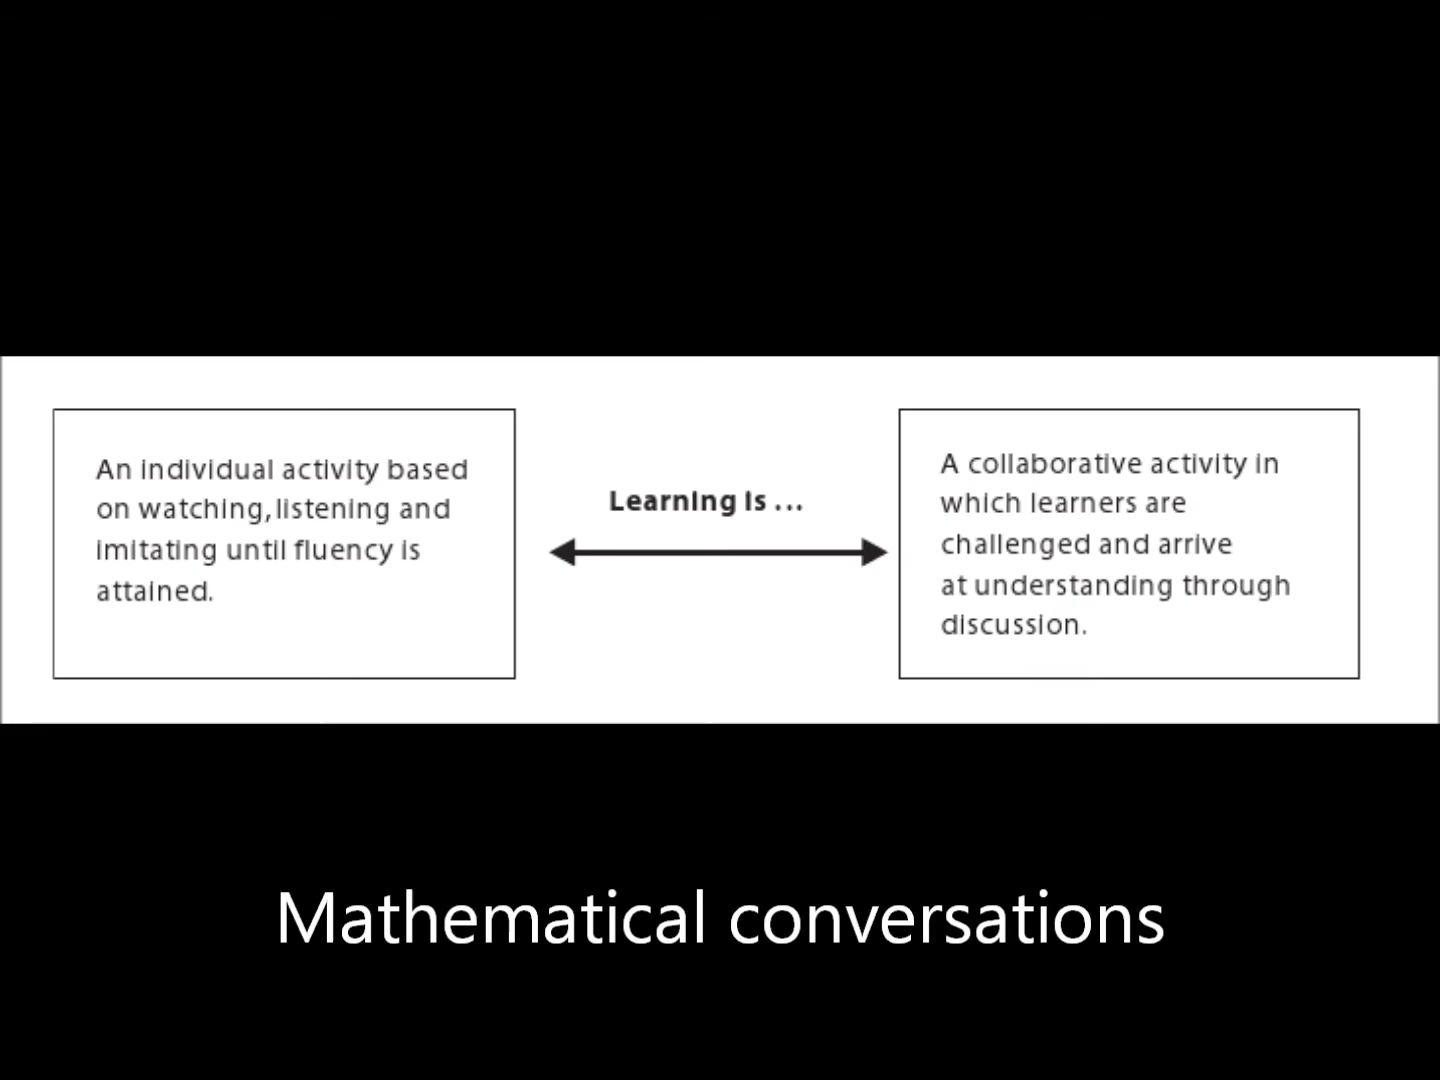 An individual activity based
on watching, listening and
imitating until fluency is
attained.
Learning is ...
A collaborative activity in
which learners are
challenged and arrive
at understanding through
discussion.
Mathematical conversations